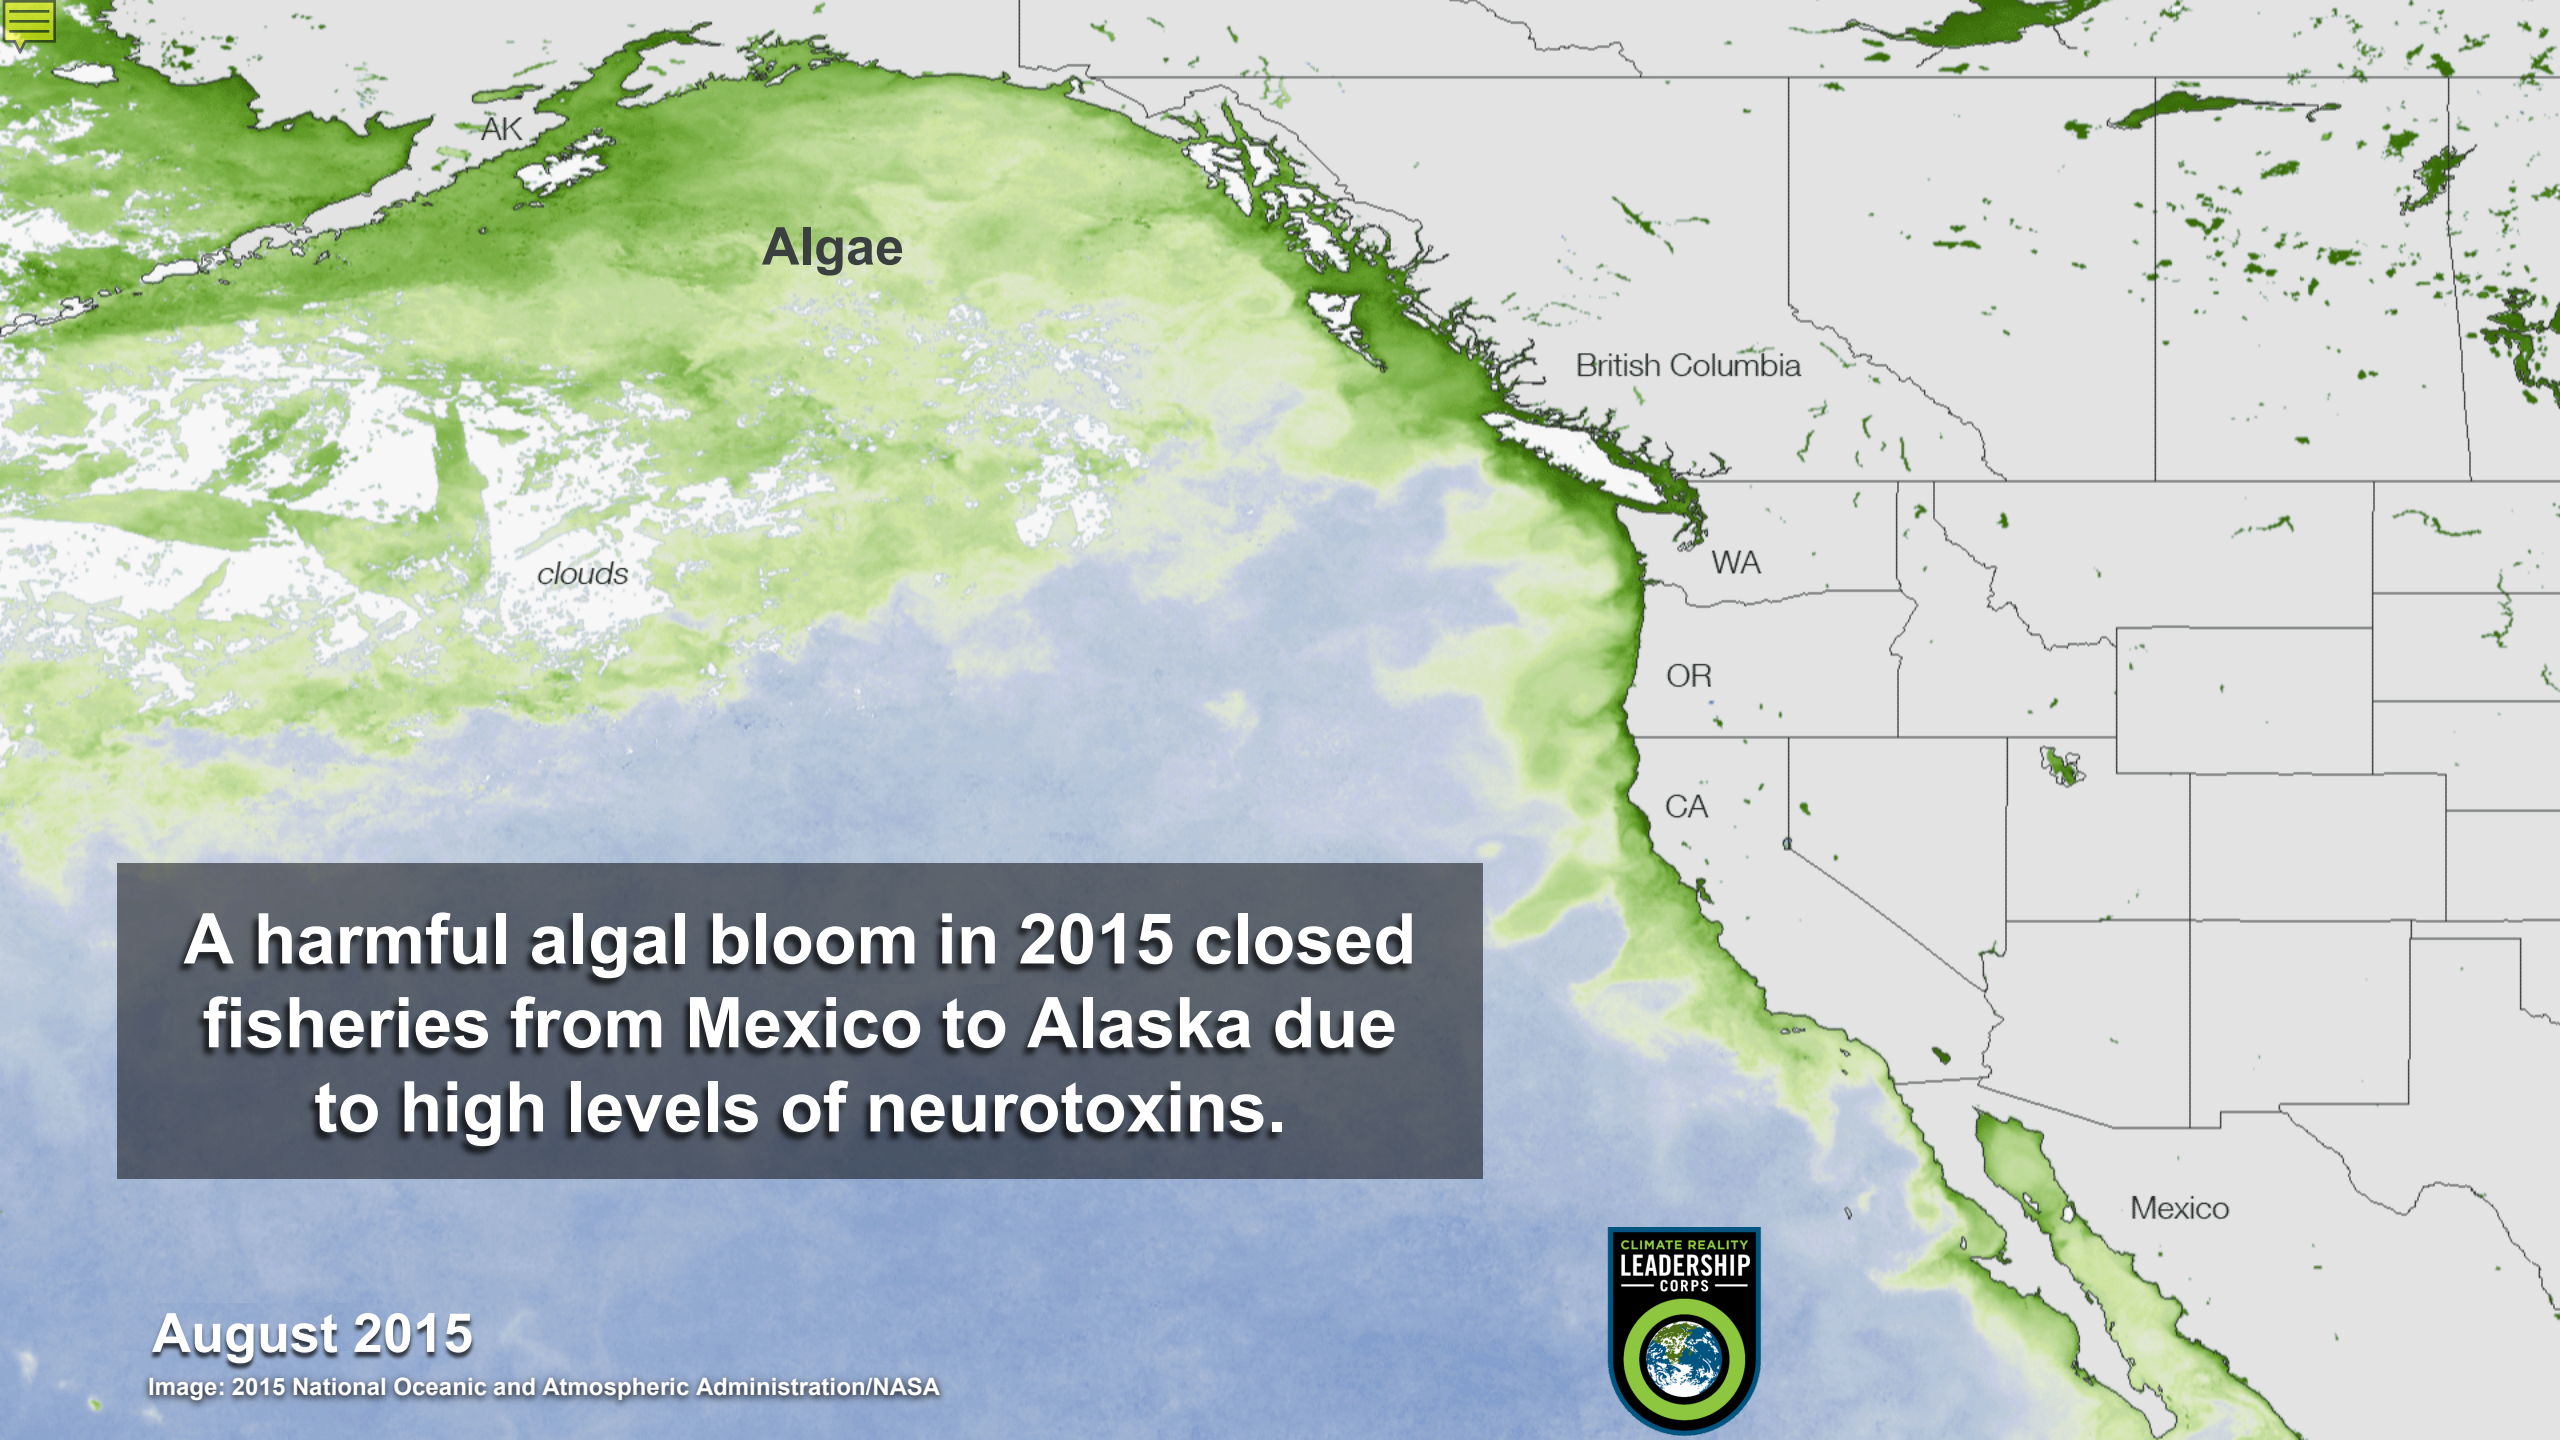 AK
Algae
British Columbia
clouds
WA
OR
CA
A harmful algal bloom in 2015 closed
fisheries from Mexico to Alaska due
to high levels of neurotoxins.
Mexico
CLIMATE REALITY
LEADERSHIP
CORPS
August 2015
Image: 2015 National Oceanic and Atmospheric Administration/NASA